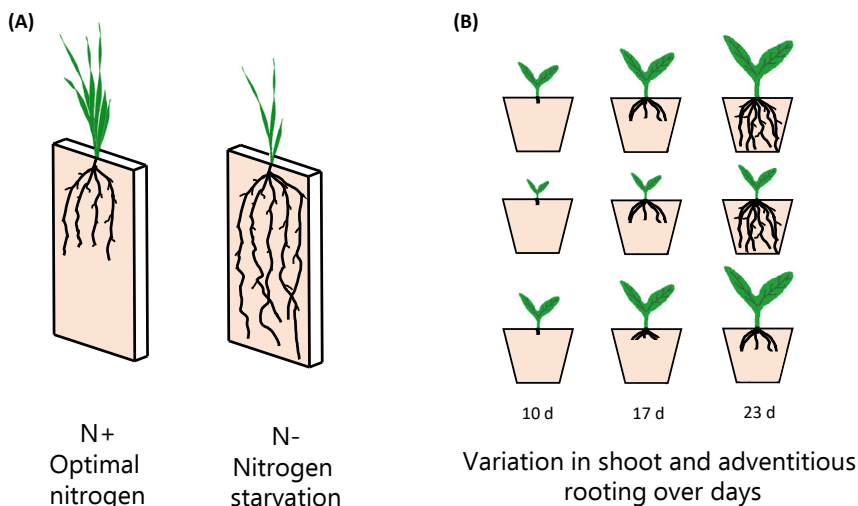 (A)
N+
Optimal
nitrogen
N-
Nitrogen
starvation
(B)
10 d
17 d
23 d
Variation in shoot and adventitious
rooting over days